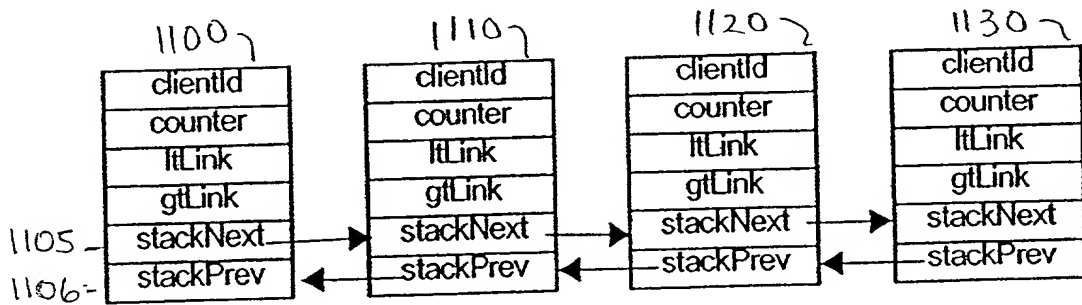 1100 1110 1120 1130
clientId clientId clientId clientId
counter counter counter counter
ltLink ltLink ltLink ltLink
gtLink gtLink gtLink gtLink
1105 stackNext stackNext stackNext stackNext
1106 stackPrev stackPrev stackPrev stackPrev